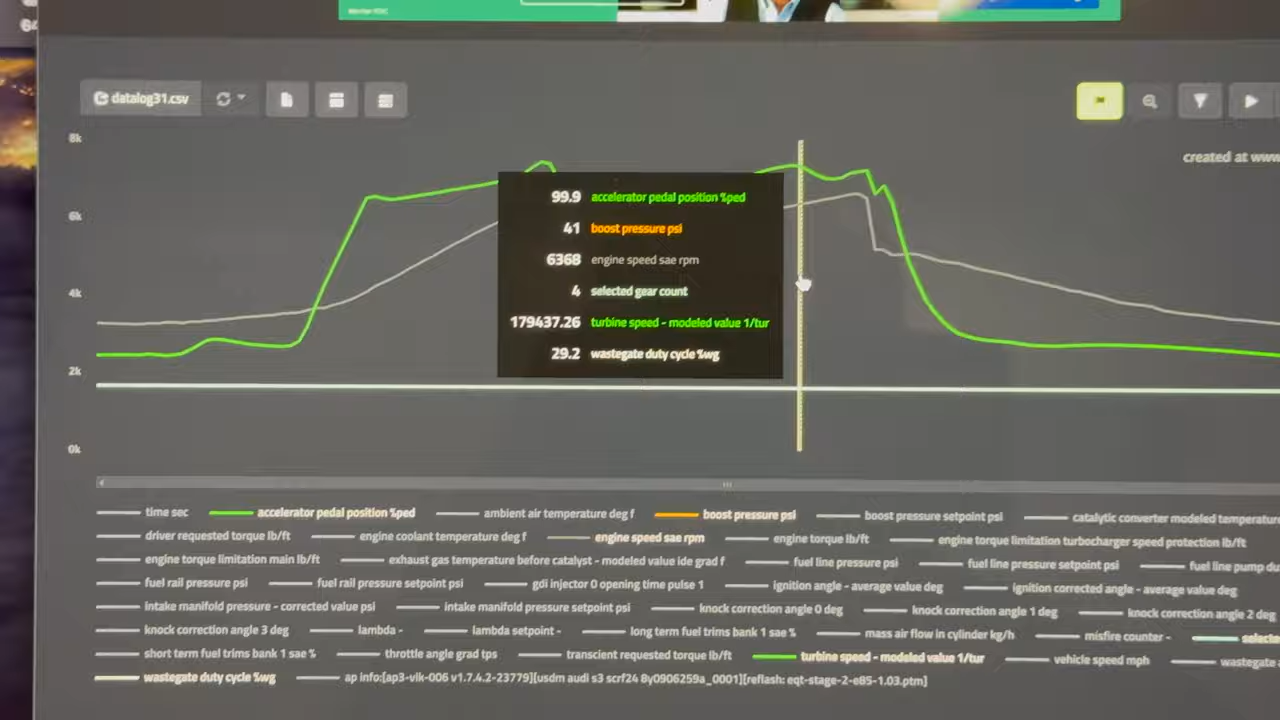 datalog31.csv
8k
created at www
6k
4k
2k
0k
99.9 accelerator pedal position %ped
41 boost pressure psi
6368 engine speed sae rpm
4 selected gear count
179437.26 turbine speed - modeled value 1/tur
29.2 wastegate duty cycle %wg
time sec accelerator pedal position %ped ambient air temperature deg f boost pressure psi boost pressure setpoint psi catalytic converter modeled temperatur
driver requested torque lb/ft engine coolant temperature deg f engine speed sae rpm engine torque lb/ft engine torque limitation turbocharger speed protection lb/ft
engine torque limitation main lb/ft exhaust gas temperature before catalyst - modeled value ide grad f fuel line pressure psi fuel line pressure setpoint psi fuel line pump du
fuel rail pressure psi fuel rail pressure setpoint psi gdi injector 0 opening time pulse 1 ignition angle - average value deg ignition corrected angle - average value deg
intake manifold pressure - corrected value psi intake manifold pressure setpoint psi knock correction angle 0 deg knock correction angle 1 deg knock correction angle 2 deg
knock correction angle 3 deg lambda - lambda setpoint - long term fuel trims bank 1 sae % mass air flow in cylinder kg/h misfire counter - selecte
short term fuel trims bank 1 sae % throttle angle grad tps transient requested torque lb/ft turbine speed - modeled value 1/tur vehicle speed mph wastegate
wastegate duty cycle %wg ap info:[ap3-vlk-006 v1.7.4.2-23779][usdm audi s3 scrf24 8y0906259a_0001][reflash: eqt-stage-2-e85-1.03.ptm]